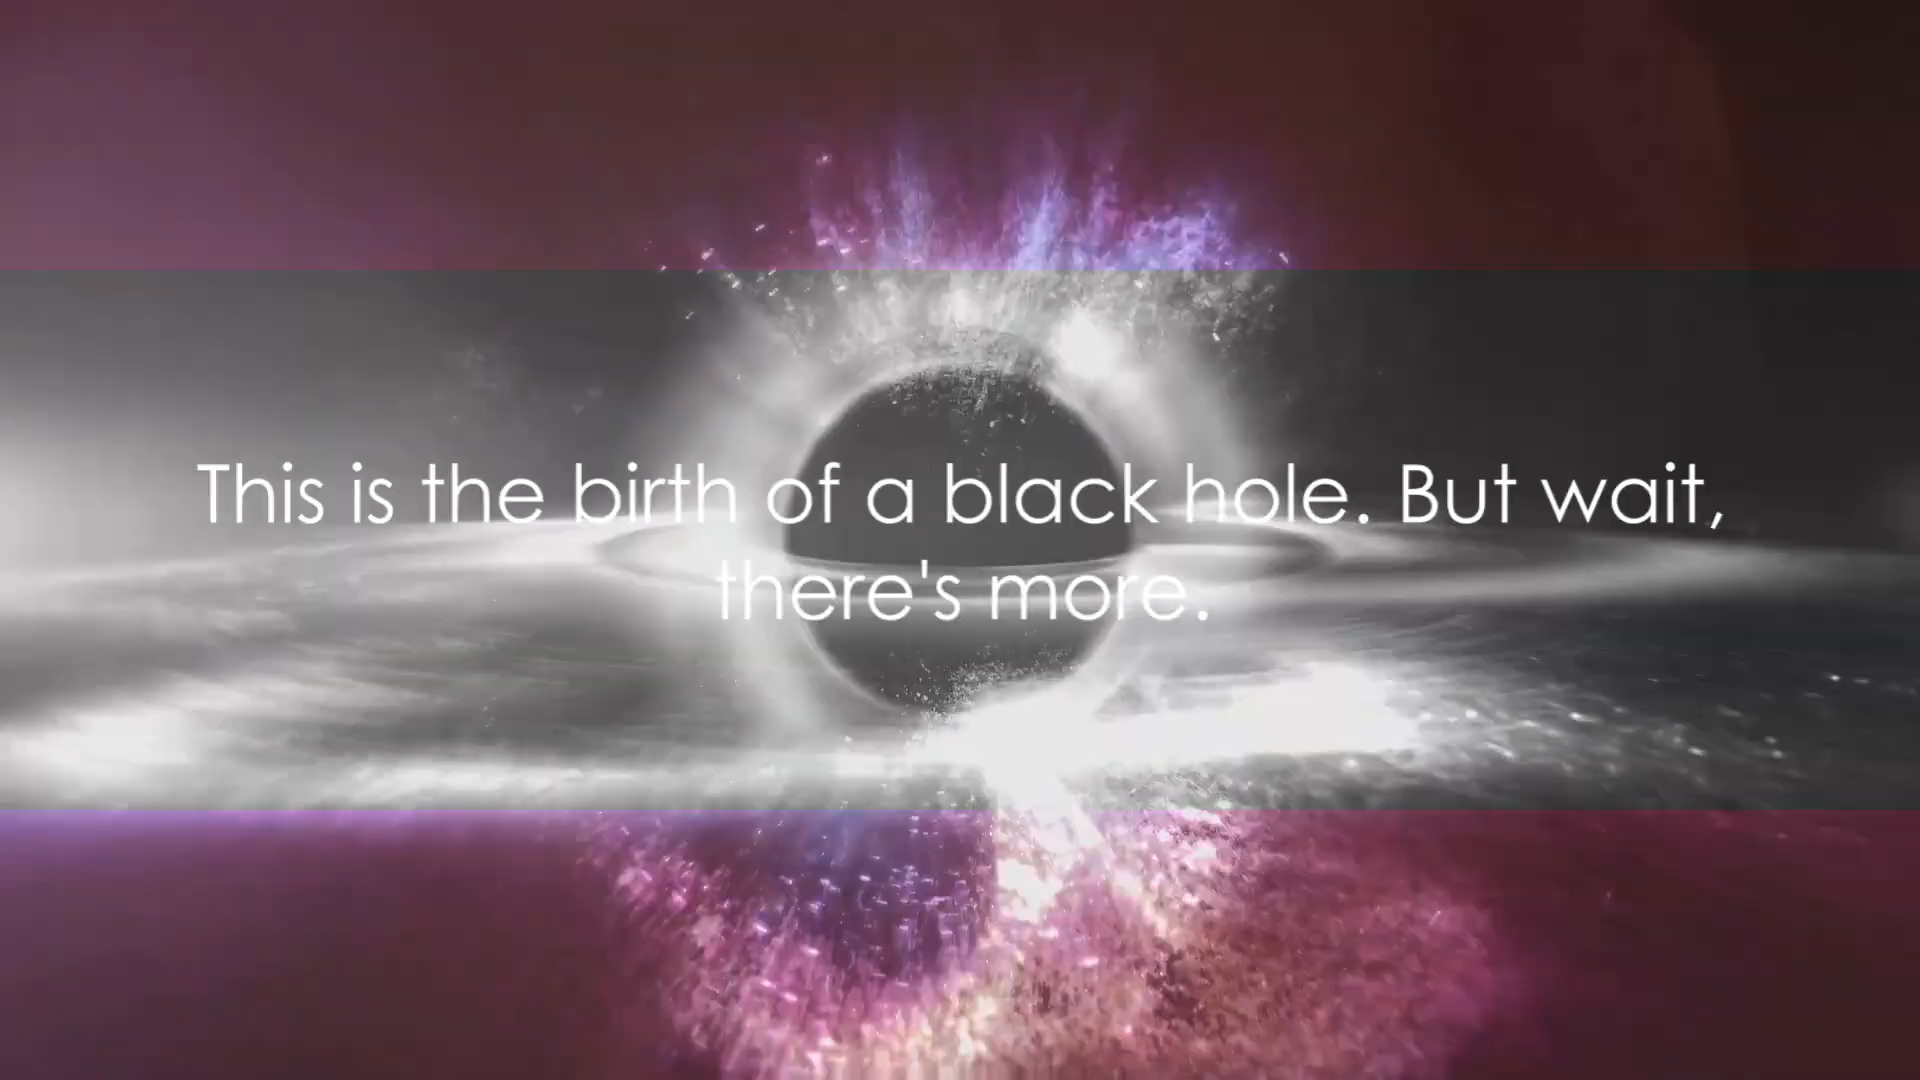 This is the birth of a black hole. But wait,
there's more.